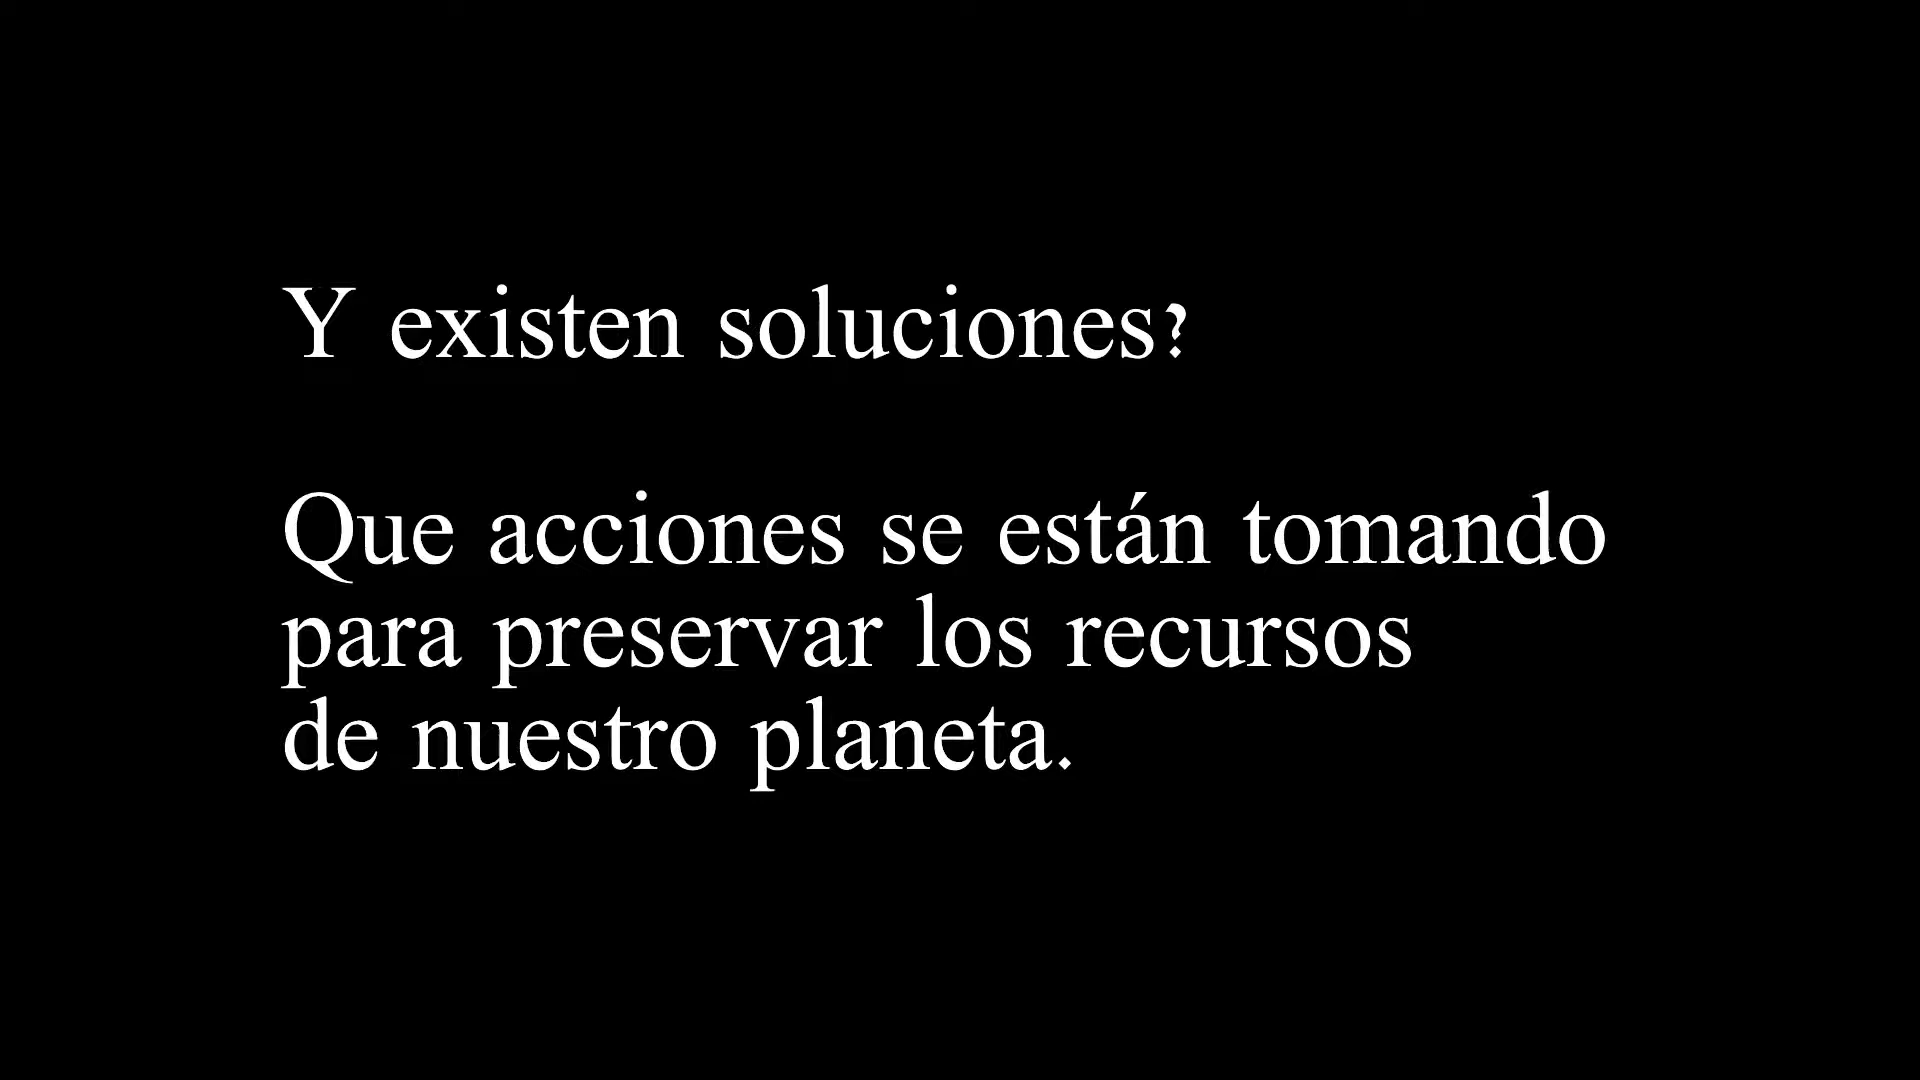 Y existen soluciones?
Que acciones se están tomando
para preservar los recursos
de nuestro planeta.